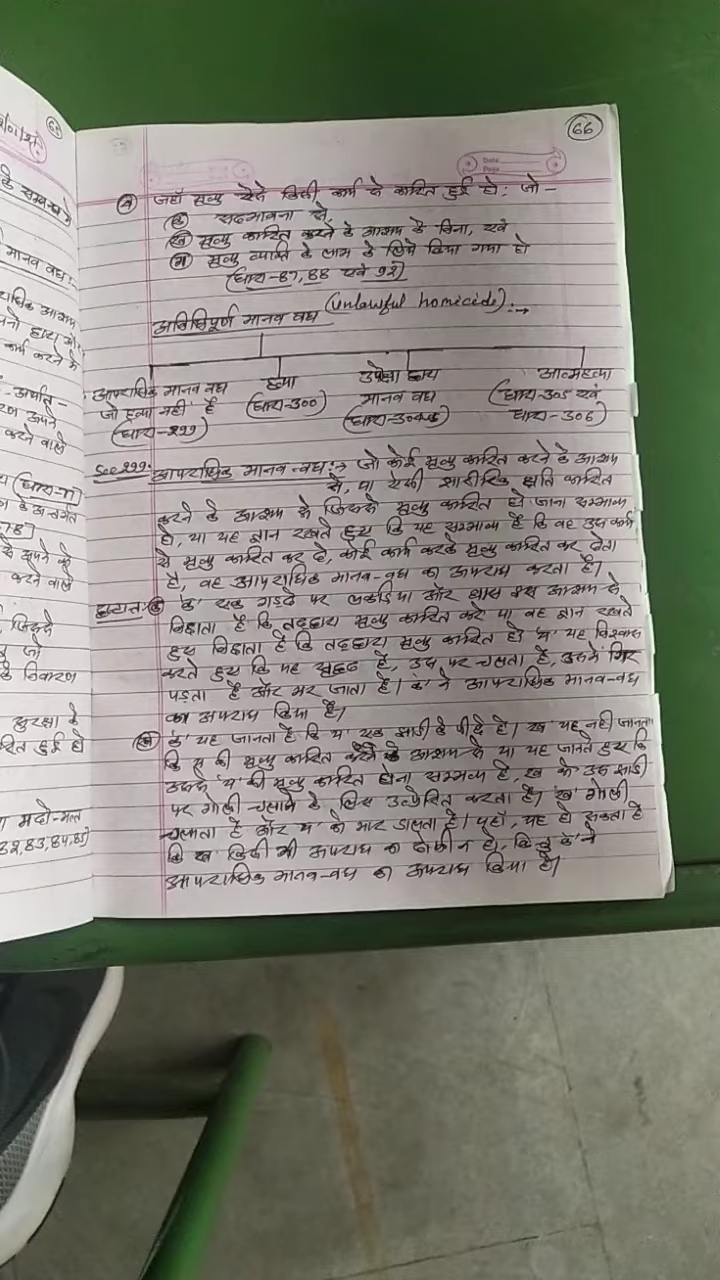 66
जहाँ मृत्यु ऐसे किसी कार्य से कारित हुई हो: जो -
(क) सद्भावना से,
(ख) मृत्यु कारित करने के आशय के बिना, एवं
(ग) मृत्यु व्यक्ति के लाभ के लिये किया गया हो
(धारा-87, 88 एवं 92)
अविधिपूर्ण मानव वध (unlawful homicide):→
आपराधिक मानव वध जो हत्या नहीं है (धारा-299)
हत्या (धारा-300)
उपेक्षा द्वारा मानव वध (धारा-304क)
आत्महत्या (धारा-305 एवं धारा-306)
Sec 299. आपराधिक मानव-वध:→ जो कोई मृत्यु कारित करने के आशय
से, या ऐसी शारीरिक क्षति कारित
करने के आशय से जिससे मृत्यु कारित हो जाना सम्भाव्य
हो, या यह ज्ञान रखते हुए कि यह सम्भाव्य है कि वह उस कार्य
से मृत्यु कारित कर दे, कोई कार्य करके मृत्यु कारित कर देता
है, वह आपराधिक मानव-वध का अपराध करता है।
दृष्टांत:- (क) 'क' एक गड्ढे पर लकडिया और घास इस आशय से
बिछाता है कि तद्द्वारा मृत्यु कारित करे या वह ज्ञान रखते
हुए बिछाता है कि तद्द्वारा मृत्यु कारित हो 'य' यह विश्वास
करते हुए कि यह सुदृढ है, उस पर चलता है, उसमें गिर
पड़ता है और मर जाता है। 'क' ने आपराधिक मानव-वध
का अपराध किया है।
(ख) 'क' यह जानता है कि 'य' एक झाडी के पीछे है। 'ख' यह नही जानता
कि स की मृत्यु कारित करने के आशय से या यह जानते हुए कि
उससे 'य' की मृत्यु कारित होना सम्भाव्य है, ख को उस झाडी
पर गोली चलाने के लिए उत्प्रेरित करता है। 'ख' गोली
चलाता है और 'य' को मार डालता है। यहाँ, यह हो सकता है
कि ख किसी भी अपराध का दोषी न हो, किन्तु 'क' ने
आपराधिक मानव-वध का अपराध किया है।